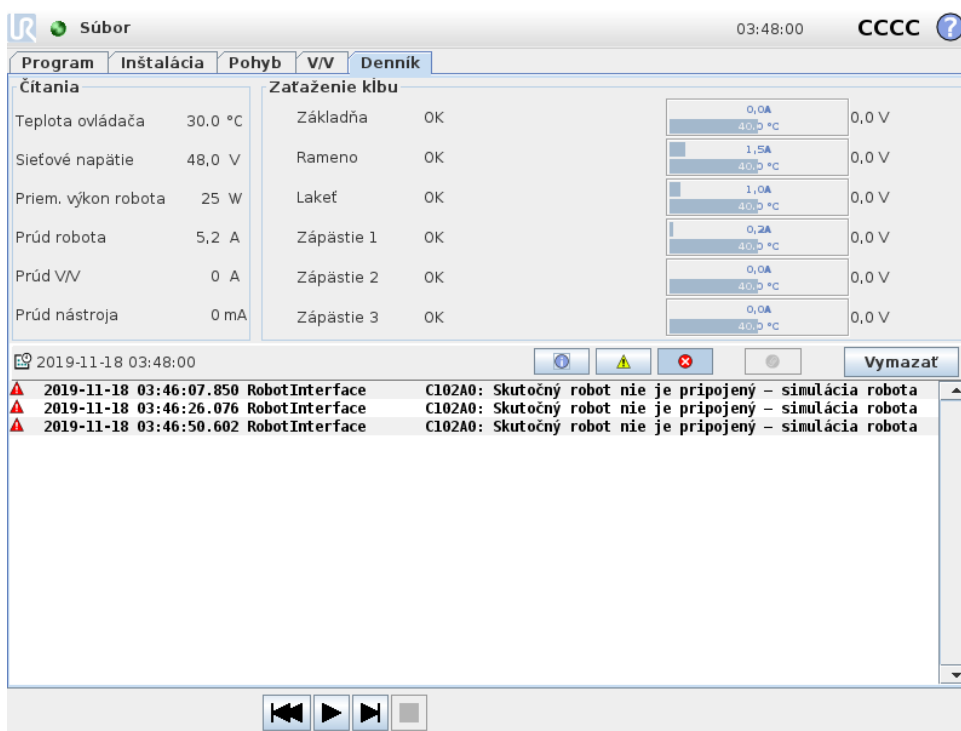 UR Súbor 03:48:00 CCCC ?
Program Inštalácia Pohyb V/V Denník
Čítania
Teplota ovládača 30.0 °C
Sieťové napätie 48,0 V
Priem. výkon robota 25 W
Prúd robota 5,2 A
Prúd V/V 0 A
Prúd nástroja 0 mA
Zaťaženie kĺbu
Základňa OK 0,0A 40,0 °C 0,0 V
Rameno OK 1,5A 40,0 °C 0,0 V
Lakeť OK 1,0A 40,0 °C 0,0 V
Zápästie 1 OK 0,2A 40,0 °C 0,0 V
Zápästie 2 OK 0,0A 40,0 °C 0,0 V
Zápästie 3 OK 0,0A 40,0 °C 0,0 V
2019-11-18 03:48:00 Vymazať
2019-11-18 03:46:07.850 RobotInterface C102A0: Skutočný robot nie je pripojený – simulácia robota
2019-11-18 03:46:26.076 RobotInterface C102A0: Skutočný robot nie je pripojený – simulácia robota
2019-11-18 03:46:50.602 RobotInterface C102A0: Skutočný robot nie je pripojený – simulácia robota